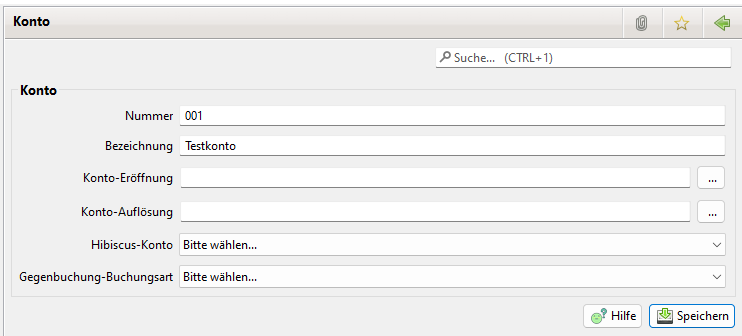 Konto
Suche... (CTRL+1)
Konto
Nummer 001
Bezeichnung Testkonto
Konto-Eröffnung ...
Konto-Auflösung ...
Hibiscus-Konto Bitte wählen...
Gegenbuchung-Buchungsart Bitte wählen...
Hilfe Speichern